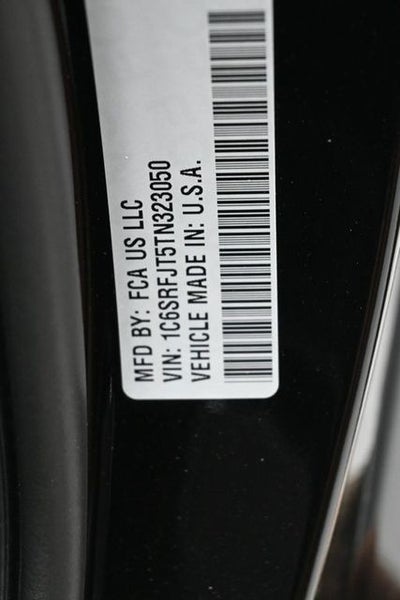 MFD BY: FCA US LLC
VIN: 1C6SRFJT5TN323050
VEHICLE MADE IN: U.S.A.